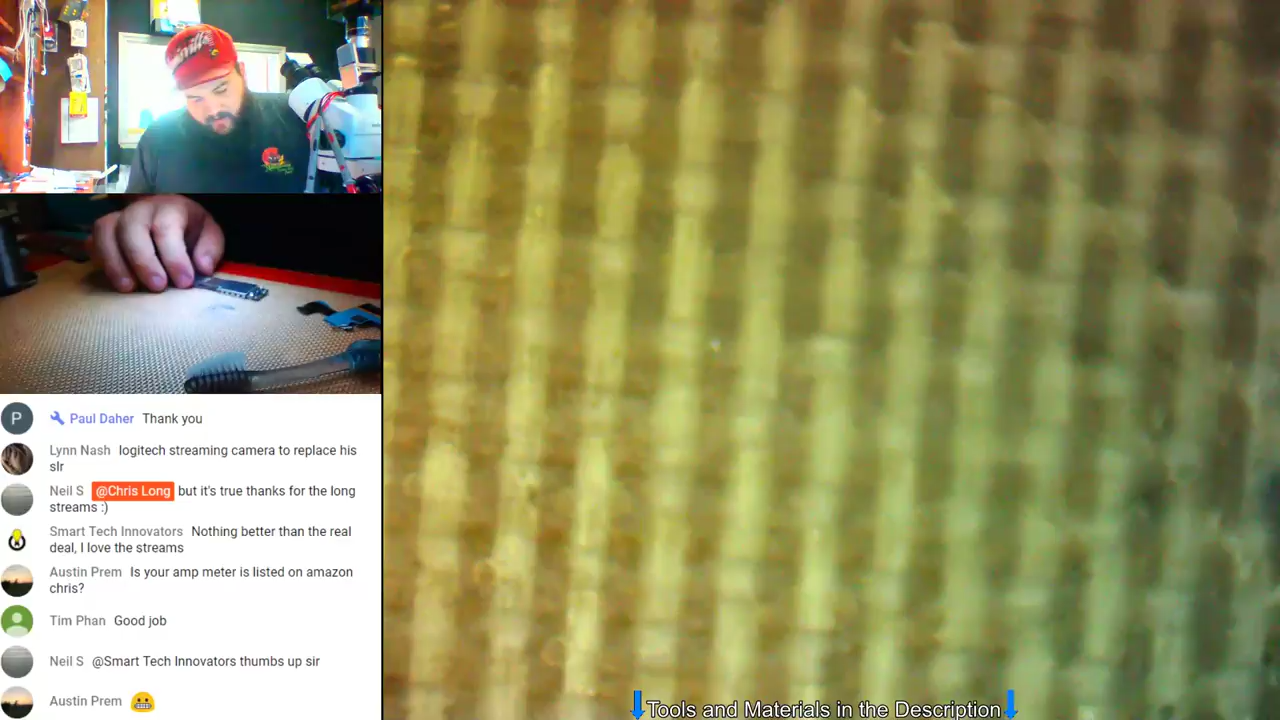 P
Paul Daher Thank you
Lynn Nash logitech streaming camera to replace his
slr
Neil S @Chris Long but it's true thanks for the long
streams :)
Smart Tech Innovators Nothing better than the real
deal, I love the streams
Austin Prem Is your amp meter is listed on amazon
chris?
Tim Phan Good job
Neil S @Smart Tech Innovators thumbs up sir
Austin Prem
Tools and Materials in the Description